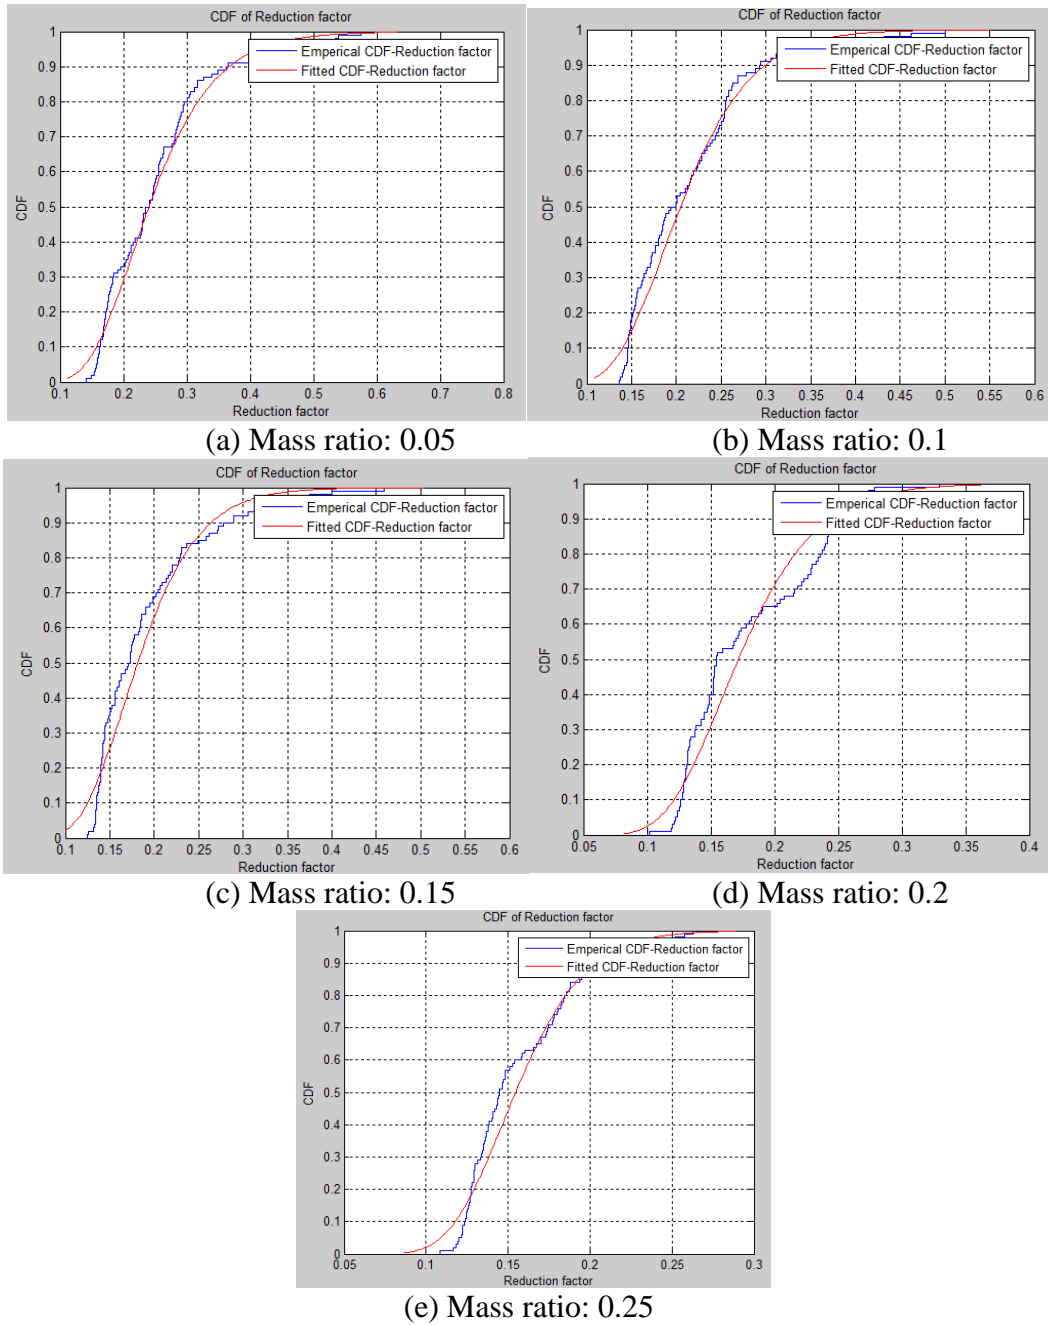 CDF of Reduction factor
1
0.9
0.8
0.7
0.6
0.5
0.4
0.3
0.2
0.1
0
CDF
Emperical CDF-Reduction factor
Fitted CDF-Reduction factor
0.1 0.2 0.3 0.4 0.5 0.6 0.7 0.8
Reduction factor
(a) Mass ratio: 0.05
CDF of Reduction factor
1
0.9
0.8
0.7
0.6
0.5
0.4
0.3
0.2
0.1
0
CDF
Emperical CDF-Reduction factor
Fitted CDF-Reduction factor
0.1 0.15 0.2 0.25 0.3 0.35 0.4 0.45 0.5 0.55 0.6
Reduction factor
(b) Mass ratio: 0.1
CDF of Reduction factor
1
0.9
0.8
0.7
0.6
0.5
0.4
0.3
0.2
0.1
0
CDF
Emperical CDF-Reduction factor
Fitted CDF-Reduction factor
0.1 0.15 0.2 0.25 0.3 0.35 0.4 0.45 0.5 0.55 0.6
Reduction factor
(c) Mass ratio: 0.15
CDF of Reduction factor
1
0.9
0.8
0.7
0.6
0.5
0.4
0.3
0.2
0.1
0
CDF
Emperical CDF-Reduction factor
Fitted CDF-Reduction factor
0.05 0.1 0.15 0.2 0.25 0.3 0.35 0.4
Reduction factor
(d) Mass ratio: 0.2
CDF of Reduction factor
1
0.9
0.8
0.7
0.6
0.5
0.4
0.3
0.2
0.1
0
CDF
Emperical CDF-Reduction factor
Fitted CDF-Reduction factor
0.05 0.1 0.15 0.2 0.25 0.3
Reduction factor
(e) Mass ratio: 0.25